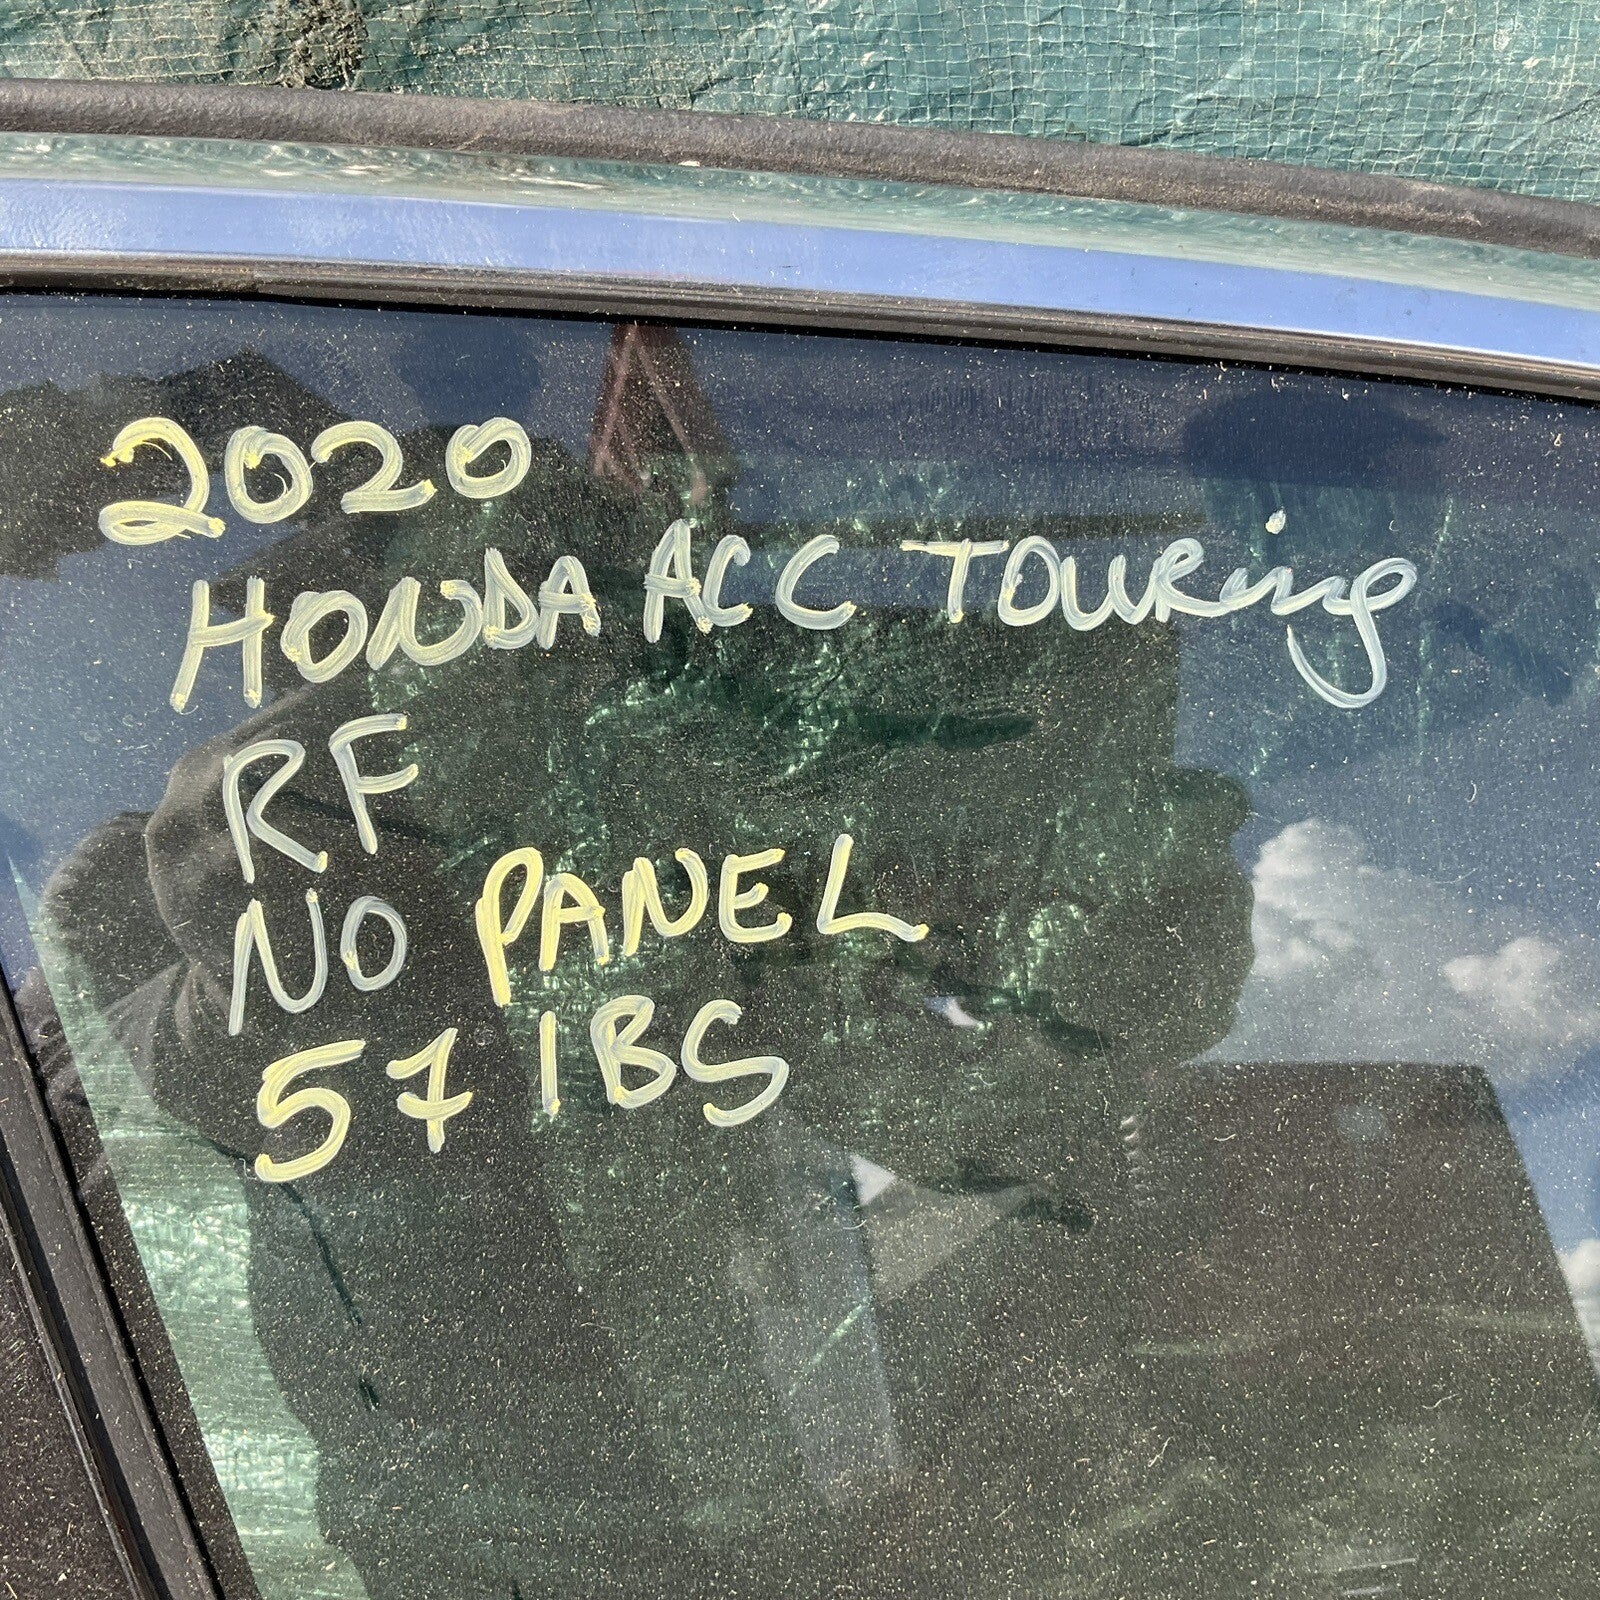 2020
HONDA ACC TOURing
RF
NO PANEL
57 lBS